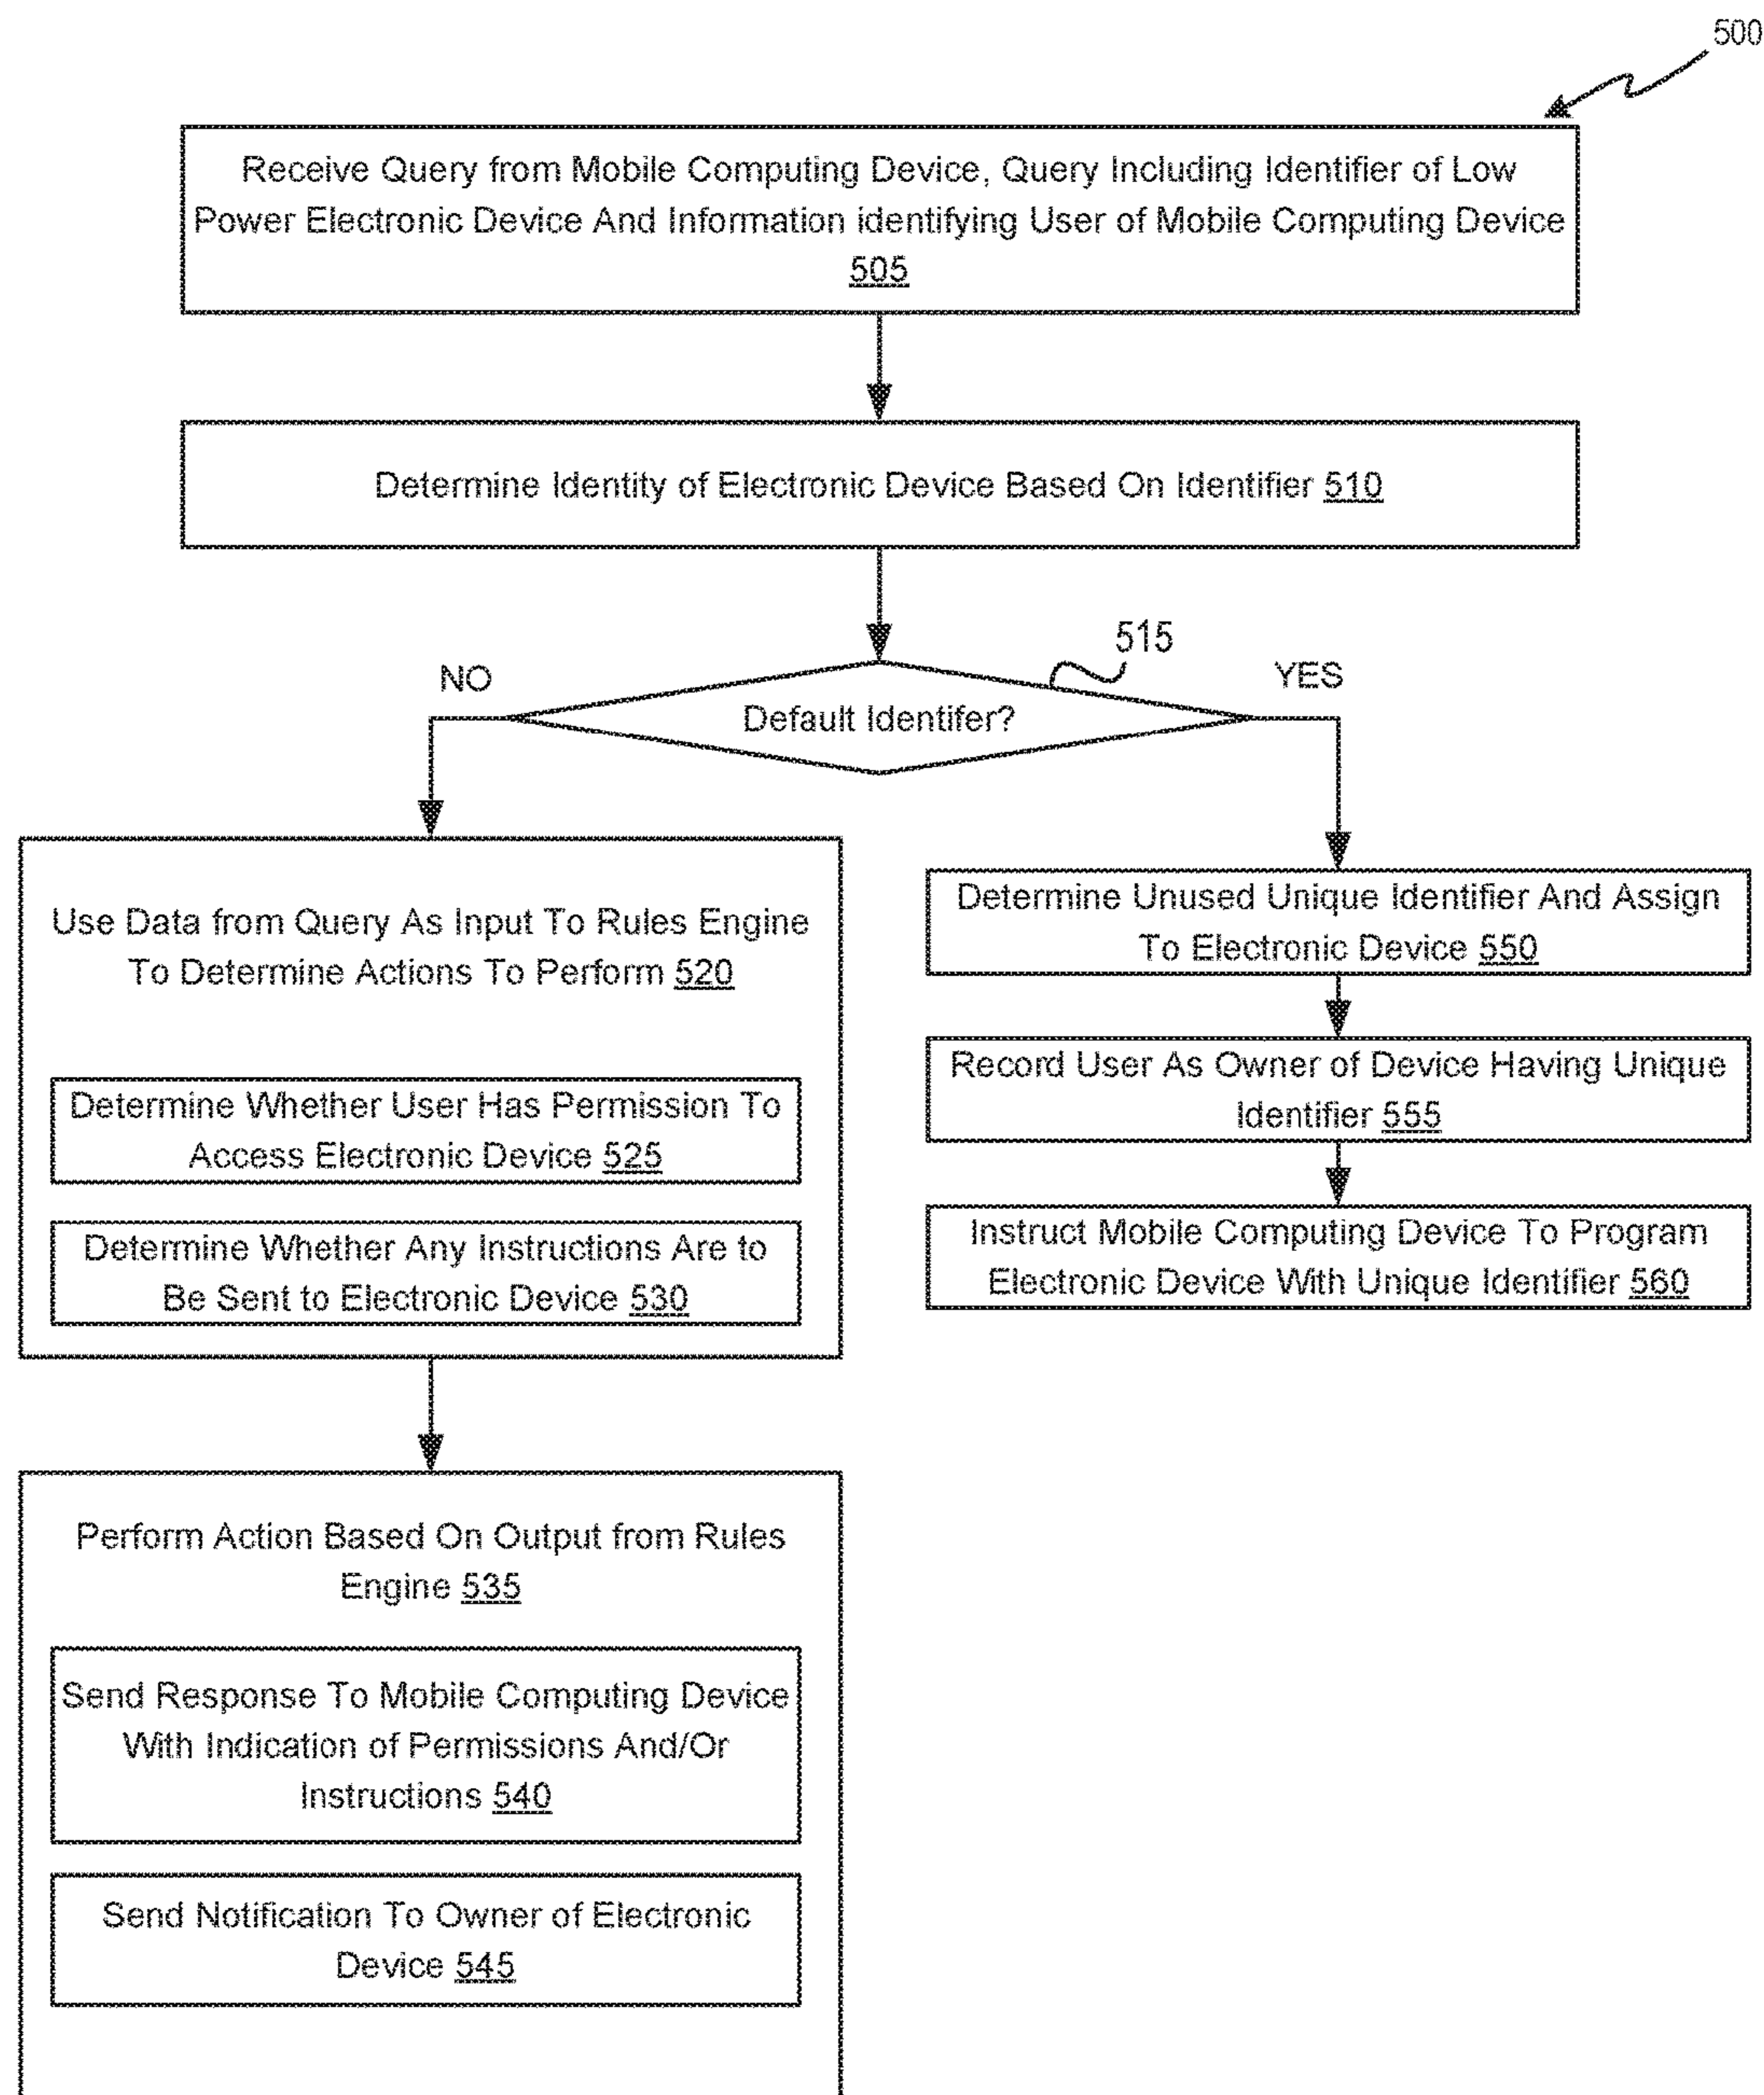 500
Receive Query from Mobile Computing Device, Query Including Identifier of Low
Power Electronic Device And Information identifying User of Mobile Computing Device
505
Determine Identity of Electronic Device Based On Identifier 510
515
NO
YES
Default Identifer?
Use Data from Query As Input To Rules Engine
To Determine Actions To Perform 520
Determine Whether User Has Permission To
Access Electronic Device 525
Determine Whether Any Instructions Are to
Be Sent to Electronic Device 530
Determine Unused Unique Identifier And Assign
To Electronic Device 550
Record User As Owner of Device Having Unique
Identifier 555
Instruct Mobile Computing Device To Program
Electronic Device With Unique Identifier 560
Perform Action Based On Output from Rules
Engine 535
Send Response To Mobile Computing Device
With Indication of Permissions And/Or
Instructions 540
Send Notification To Owner of Electronic
Device 545